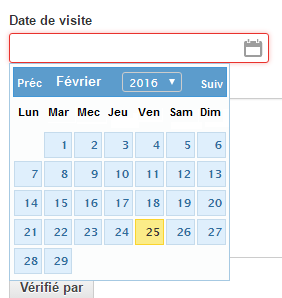 Date de visite
Préc Février 2016 Suiv
Lun Mar Mec Jeu Ven Sam Dim
1 2 3 4 5 6
7 8 9 10 11 12 13
14 15 16 17 18 19 20
21 22 23 24 25 26 27
28 29
Vérifié par